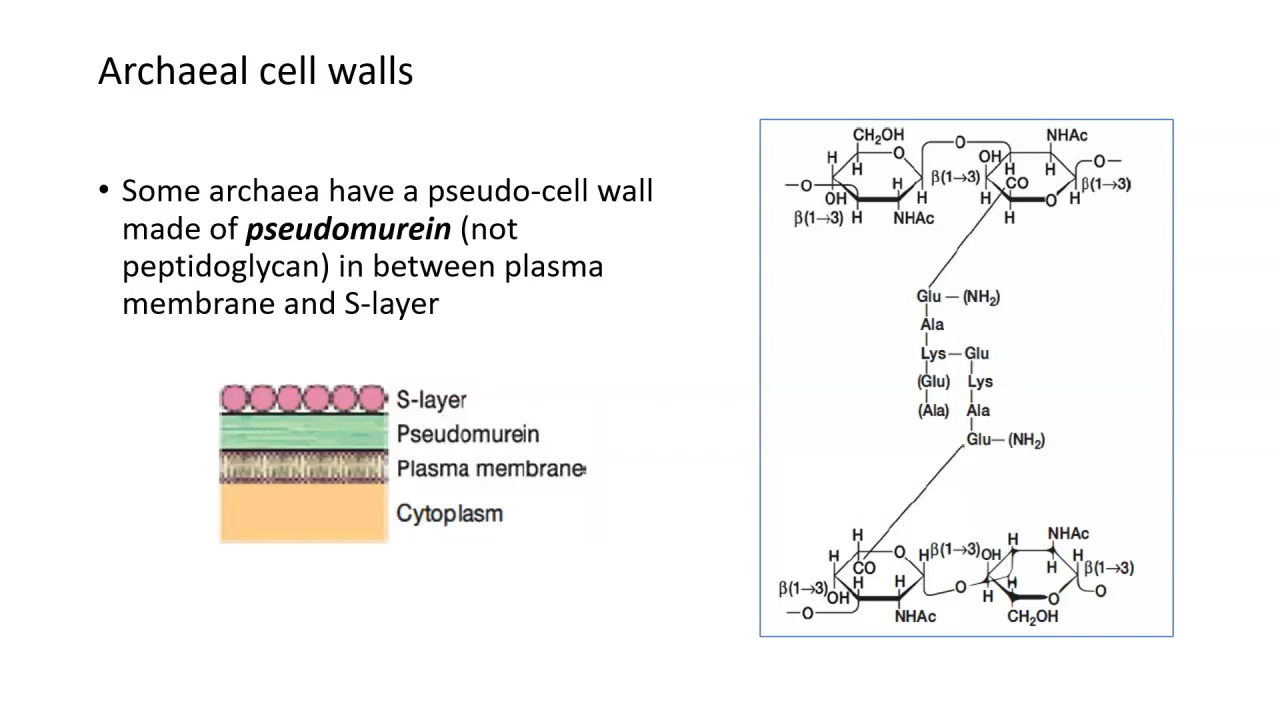 Archaeal cell walls
• Some archaea have a pseudo-cell wall
made of pseudomurein (not
peptidoglycan) in between plasma
membrane and S-layer
S-layer
Pseudomurein
Plasma membrane
Cytoplasm
CH₂OH O NHAc
H O OH H O
H H β(1→3) CO β(1→3)
O H H H O H
OH H
β(1→3) H NHAc H
Glu — (NH₂)
Ala
Lys — Glu
(Glu) Lys
(Ala) Ala
Glu — (NH₂)
H H NHAc
H O H β(1→3) OH H
CO H β(1→3)
β(1→3) H H O H H O
OH H O
O NHAc CH₂OH